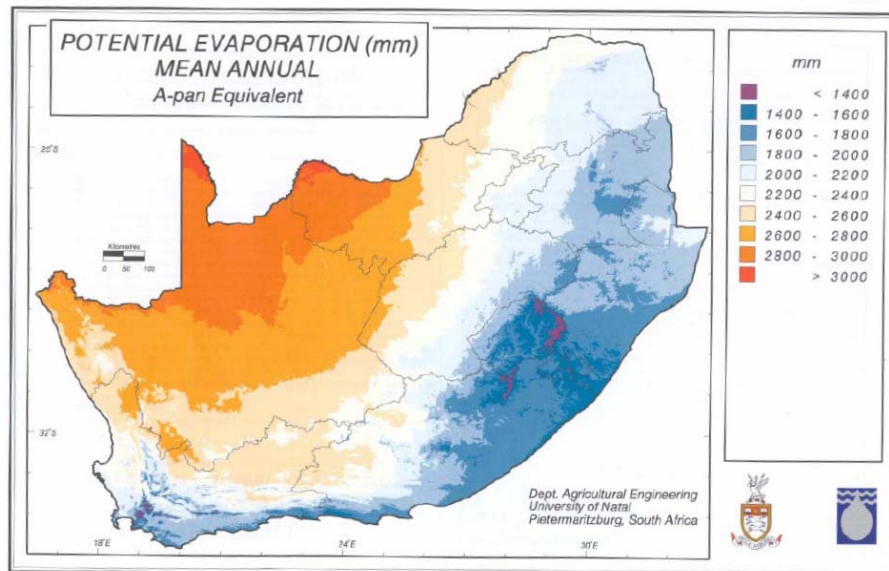 POTENTIAL EVAPORATION (mm)
MEAN ANNUAL
A-pan Equivalent
mm
< 1400
1400 - 1600
1600 - 1800
1800 - 2000
2000 - 2200
2200 - 2400
2400 - 2600
2600 - 2800
2800 - 3000
> 3000
25°S
Kilometres
0 50 100
32°S
Dept. Agricultural Engineering
University of Natal
Pietermaritzburg, South Africa
18°E
24°E
30°E